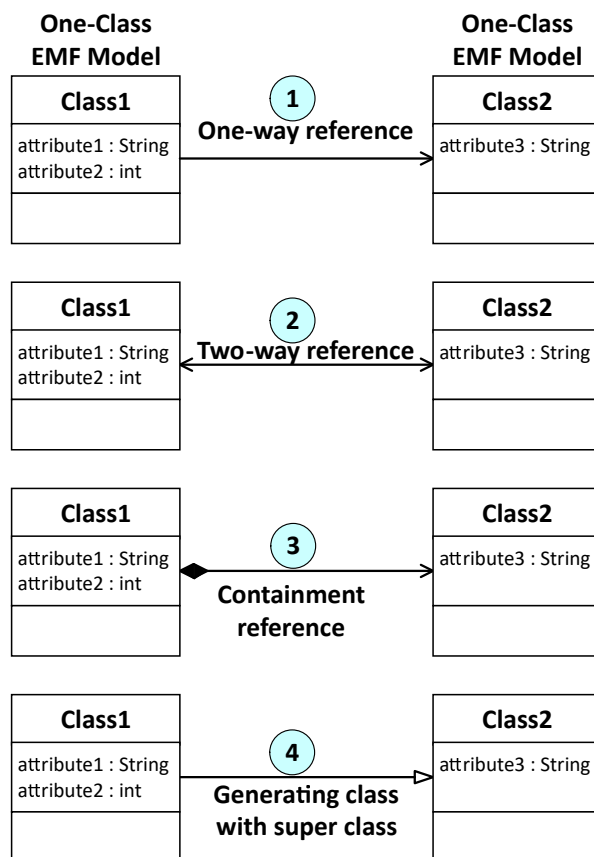 One-Class
EMF Model
One-Class
EMF Model
Class1
attribute1 : String
attribute2 : int
1
One-way reference
Class2
attribute3 : String
Class1
attribute1 : String
attribute2 : int
2
Two-way reference
Class2
attribute3 : String
Class1
attribute1 : String
attribute2 : int
3
Containment
reference
Class2
attribute3 : String
Class1
attribute1 : String
attribute2 : int
4
Generating class
with super class
Class2
attribute3 : String